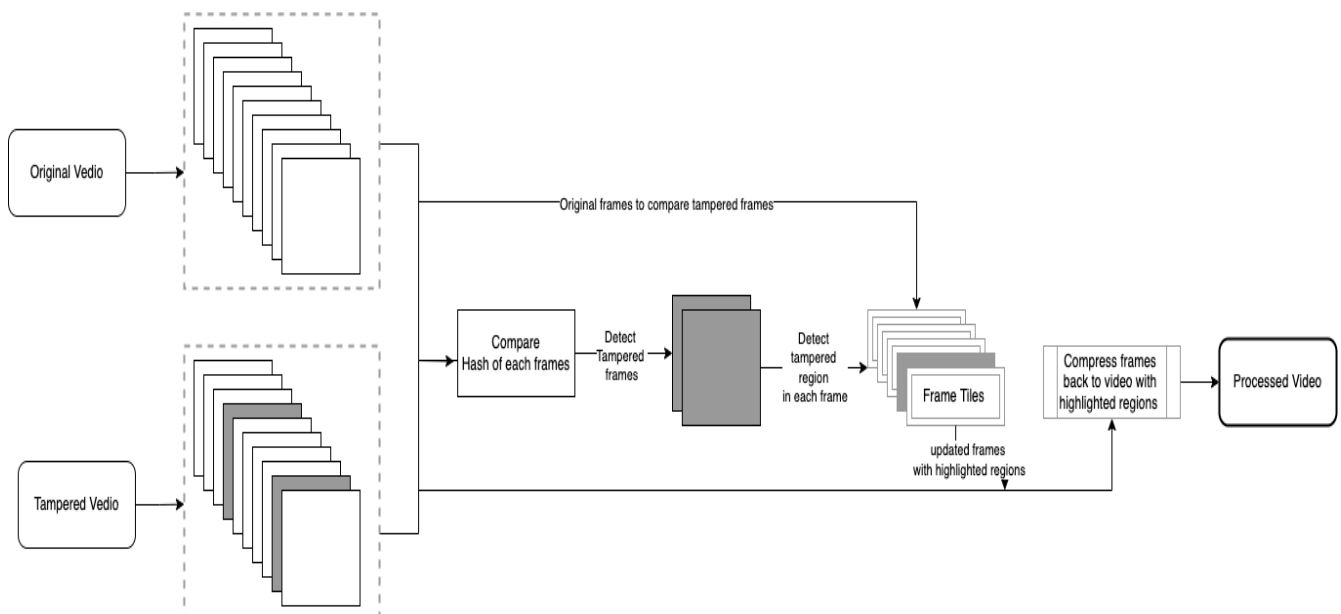 Original Vedio
Original frames to compare tampered frames
Compare
Hash of each frames
Detect
Tampered
frames
Detect
tampered
region
in each frame
Frame Tiles
updated frames
with highlighted regions
Compress frames
back to video with
highlighted regions
Processed Video
Tampered Vedio